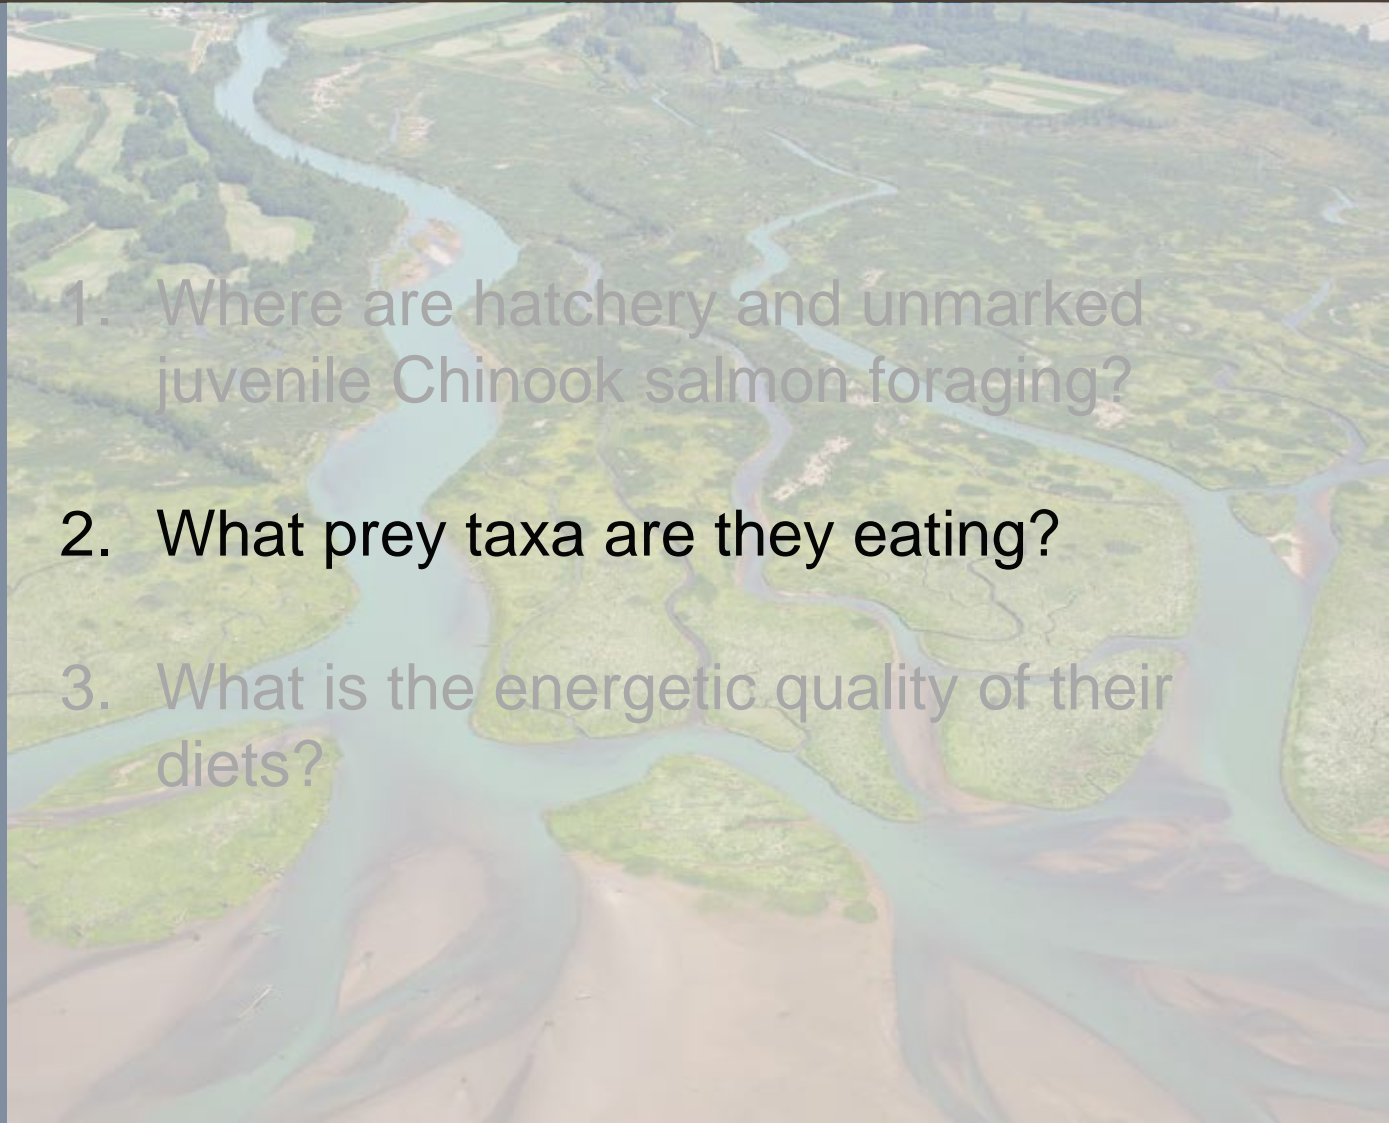 1. Where are hatchery and unmarked
juvenile Chinook salmon foraging?
2. What prey taxa are they eating?
3. What is the energetic quality of their
diets?